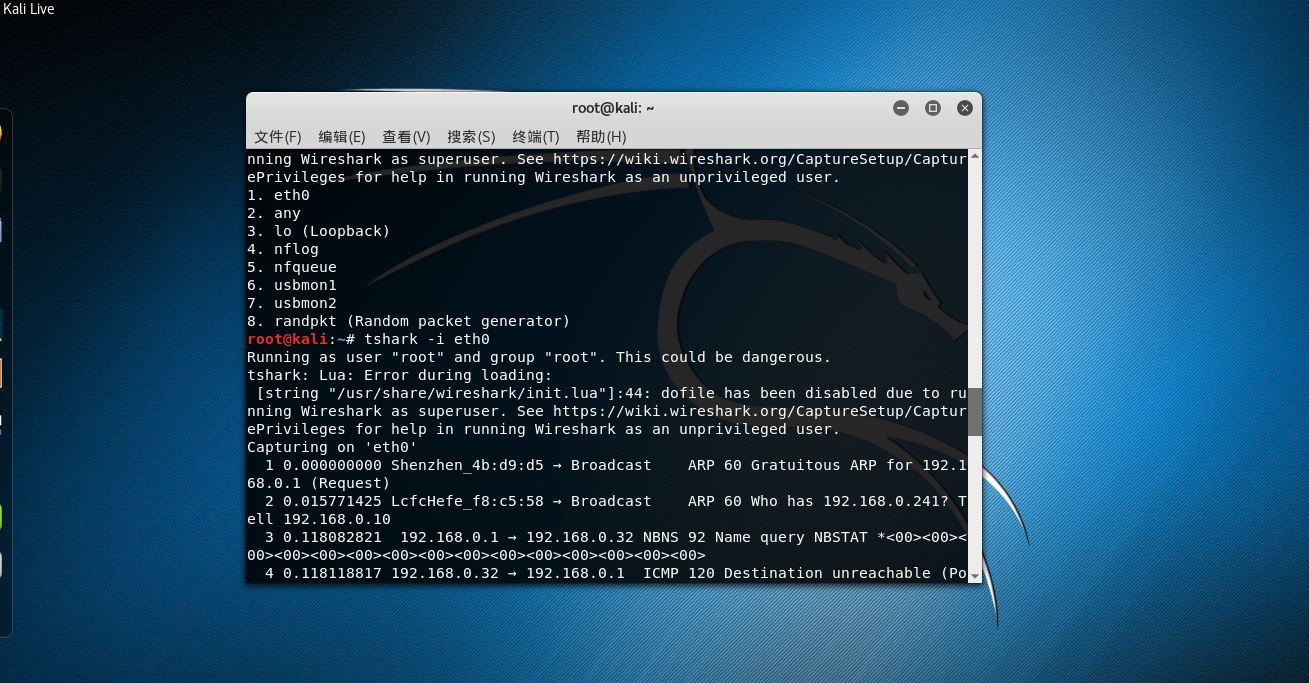 Kali Live
root@kali: ~
文件(F) 编辑(E) 查看(V) 搜索(S) 终端(T) 帮助(H)
nning Wireshark as superuser. See https://wiki.wireshark.org/CaptureSetup/Captur
ePrivileges for help in running Wireshark as an unprivileged user.
1. eth0
2. any
3. lo (Loopback)
4. nflog
5. nfqueue
6. usbmon1
7. usbmon2
8. randpkt (Random packet generator)
root@kali:~# tshark -i eth0
Running as user "root" and group "root". This could be dangerous.
tshark: Lua: Error during loading:
 [string "/usr/share/wireshark/init.lua"]:44: dofile has been disabled due to ru
nning Wireshark as superuser. See https://wiki.wireshark.org/CaptureSetup/Captur
ePrivileges for help in running Wireshark as an unprivileged user.
Capturing on 'eth0'
  1 0.000000000 Shenzhen_4b:d9:d5 → Broadcast    ARP 60 Gratuitous ARP for 192.1
68.0.1 (Request)
  2 0.015771425 LcfcHefe_f8:c5:58 → Broadcast    ARP 60 Who has 192.168.0.241? T
ell 192.168.0.10
  3 0.118082821  192.168.0.1 → 192.168.0.32 NBNS 92 Name query NBSTAT *<00><00><
00><00><00><00><00><00><00><00><00><00><00><00><00>
  4 0.118118817 192.168.0.32 → 192.168.0.1  ICMP 120 Destination unreachable (Po